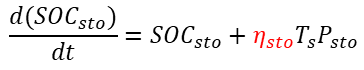 d(SOC_sto)/dt = SOC_sto + η_sto T_s P_sto